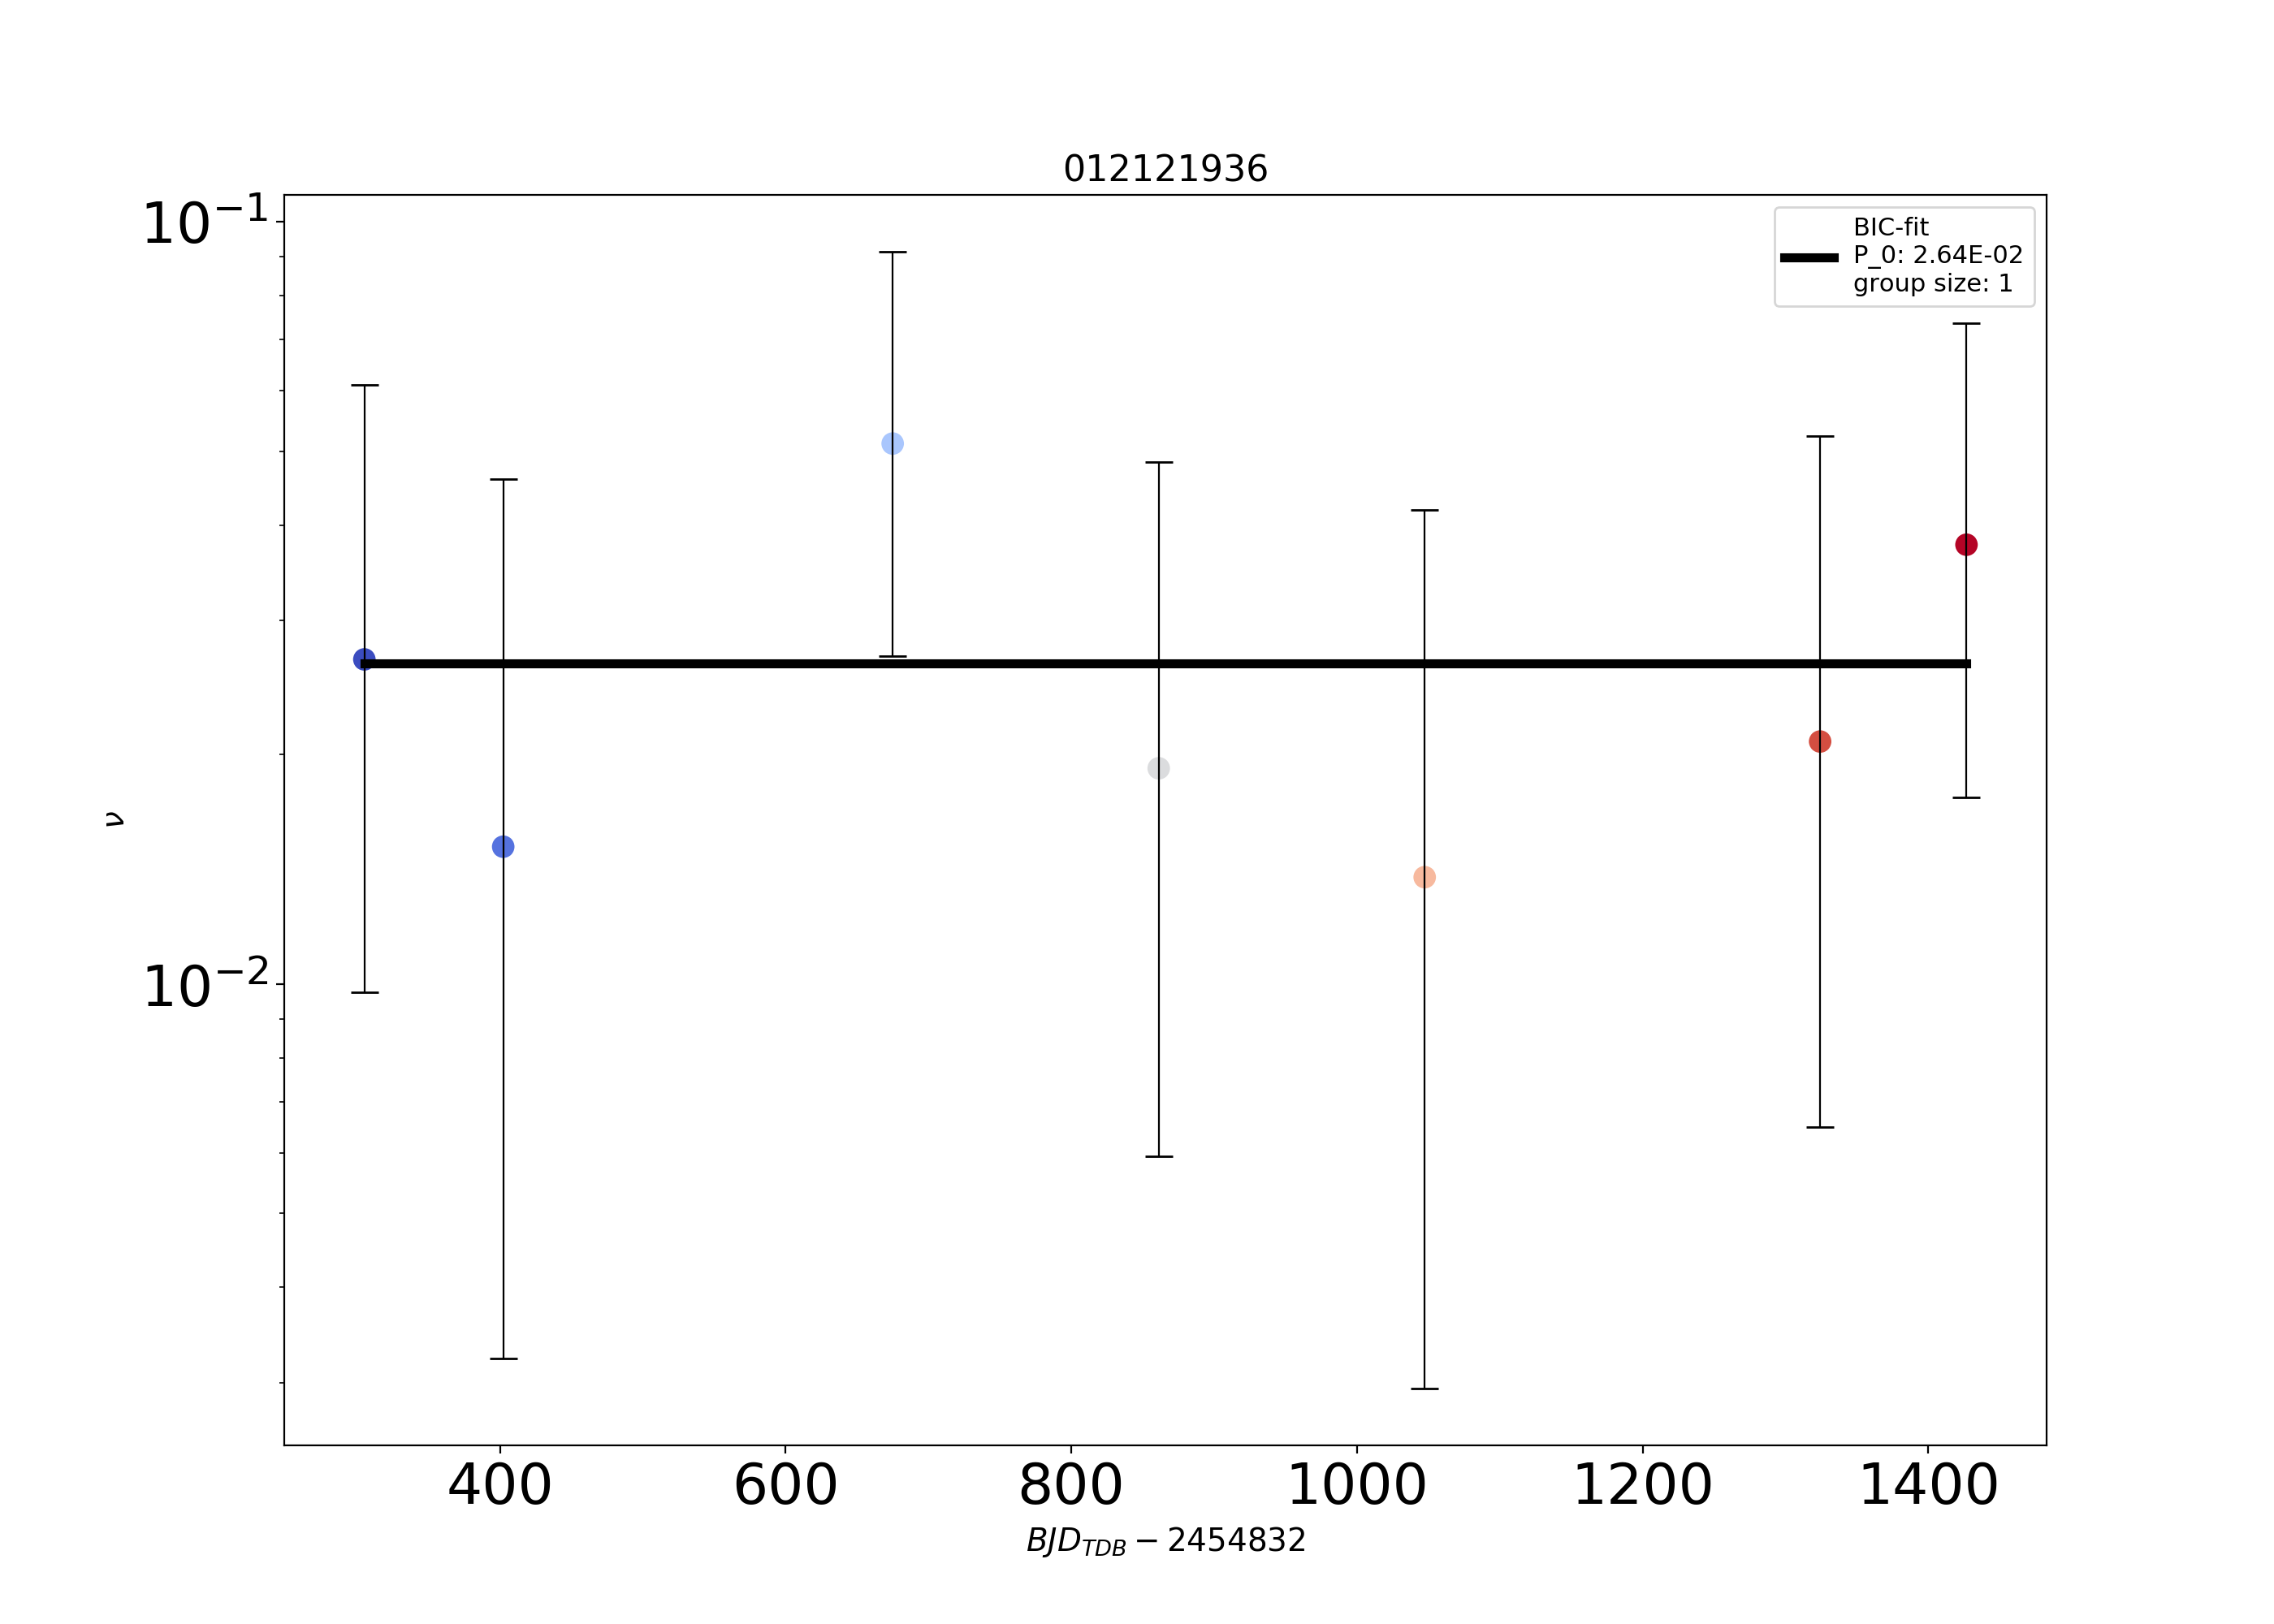 012121936
10⁻¹
BIC-fit
P_0: 2.64E-02
group size: 1
ν
10⁻²
400 600 800 1000 1200 1400
BJD_TDB − 2454832